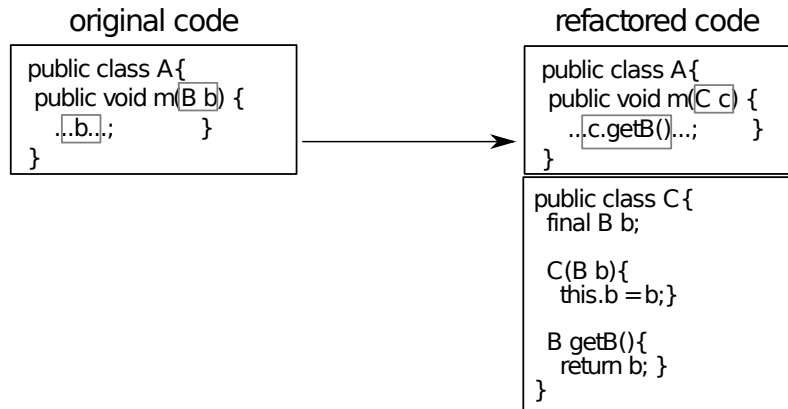 original code
public class A{
public void m(B b) {
...b...; }
}
refactored code
public class A{
public void m(C c) {
...c.getB()...; }
}
public class C{
final B b;
C(B b){
this.b = b;}
B getB(){
return b; }
}